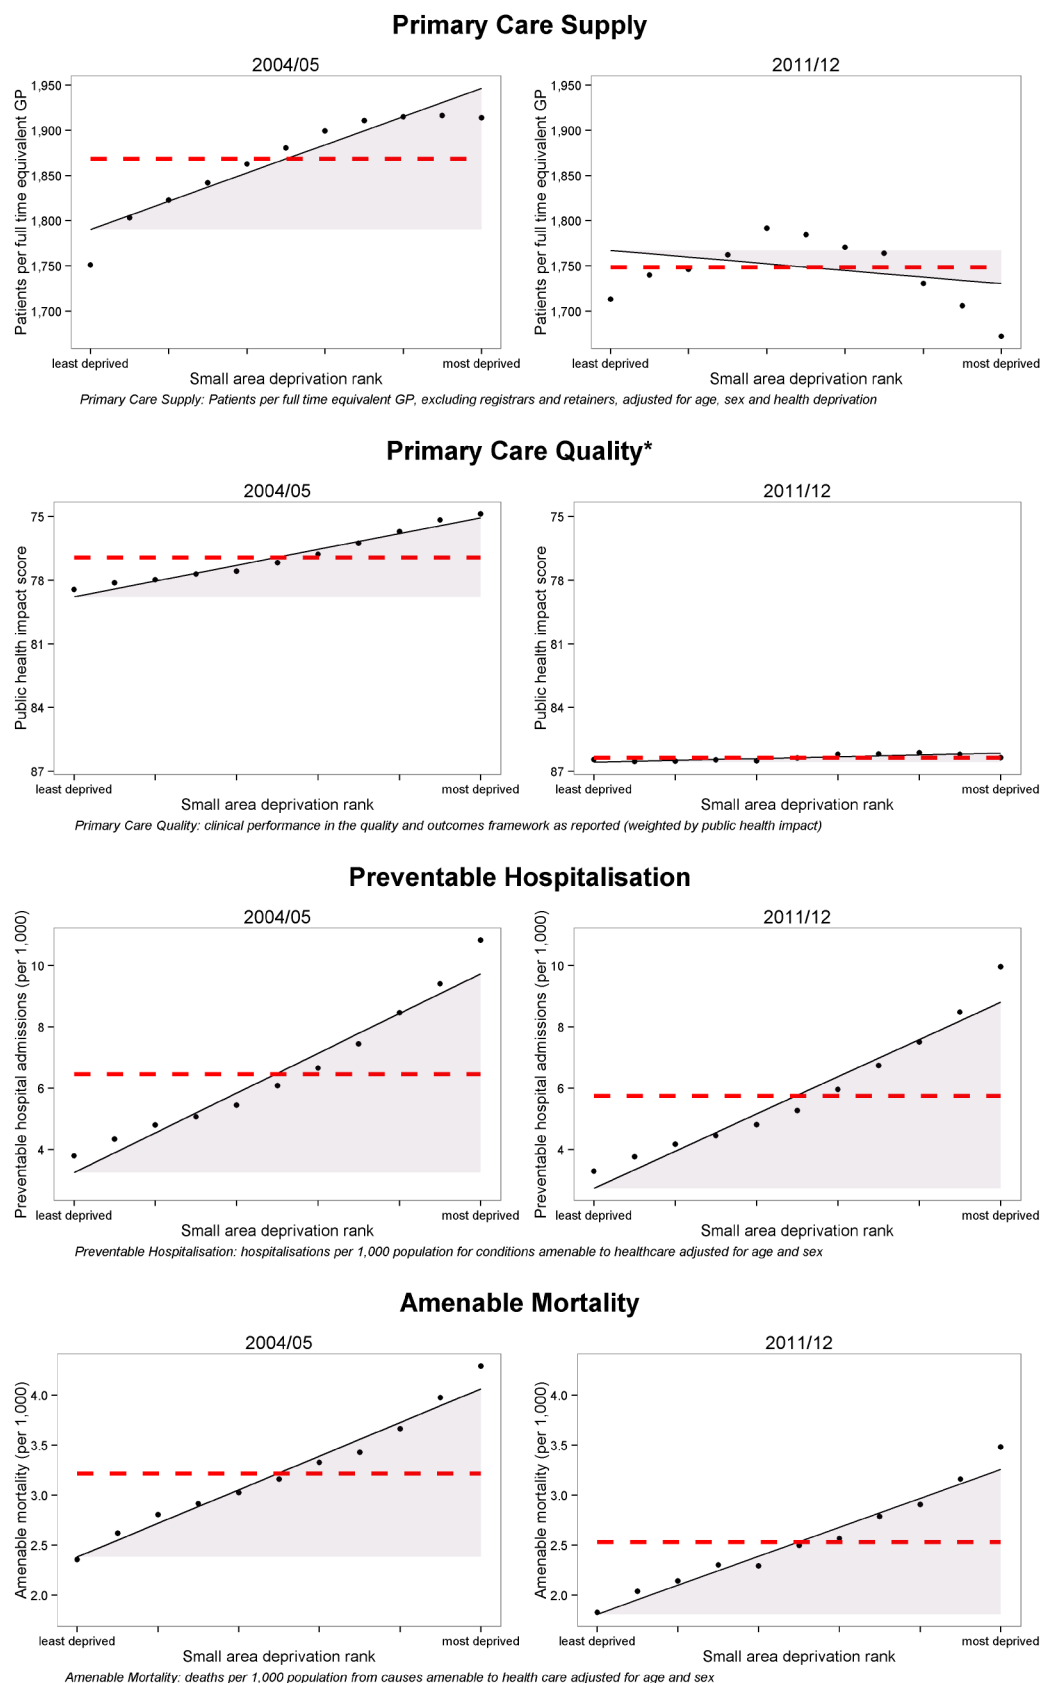 Primary Care Supply
2004/05
2011/12
Patients per full time equivalent GP
1,950
1,900
1,850
1,800
1,750
1,700
least deprived
most deprived
Small area deprivation rank
Patients per full time equivalent GP
1,950
1,900
1,850
1,800
1,750
1,700
least deprived
most deprived
Small area deprivation rank
Primary Care Supply: Patients per full time equivalent GP, excluding registrars and retainers, adjusted for age, sex and health deprivation
Primary Care Quality*
2004/05
2011/12
Public health impact score
75
78
81
84
87
least deprived
most deprived
Small area deprivation rank
Public health impact score
75
78
81
84
87
least deprived
most deprived
Small area deprivation rank
Primary Care Quality: clinical performance in the quality and outcomes framework as reported (weighted by public health impact)
Preventable Hospitalisation
2004/05
2011/12
Preventable hospital admissions (per 1,000)
10
8
6
4
least deprived
most deprived
Small area deprivation rank
Preventable hospital admissions (per 1,000)
10
8
6
4
least deprived
most deprived
Small area deprivation rank
Preventable Hospitalisation: hospitalisations per 1,000 population for conditions amenable to healthcare adjusted for age and sex
Amenable Mortality
2004/05
2011/12
Amenable mortality (per 1,000)
4.0
3.5
3.0
2.5
2.0
least deprived
most deprived
Small area deprivation rank
Amenable mortality (per 1,000)
4.0
3.5
3.0
2.5
2.0
least deprived
most deprived
Small area deprivation rank
Amenable Mortality: deaths per 1,000 population from causes amenable to health care adjusted for age and sex